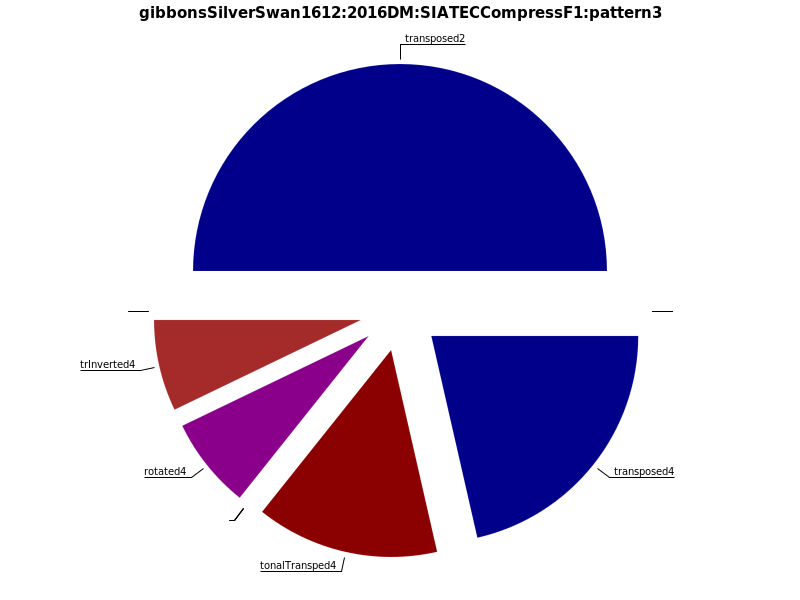 gibbonsSilverSwan1612:2016DM:SIATECCompressF1:pattern3
transposed2
trInverted4
rotated4
transposed4
tonalTransped4